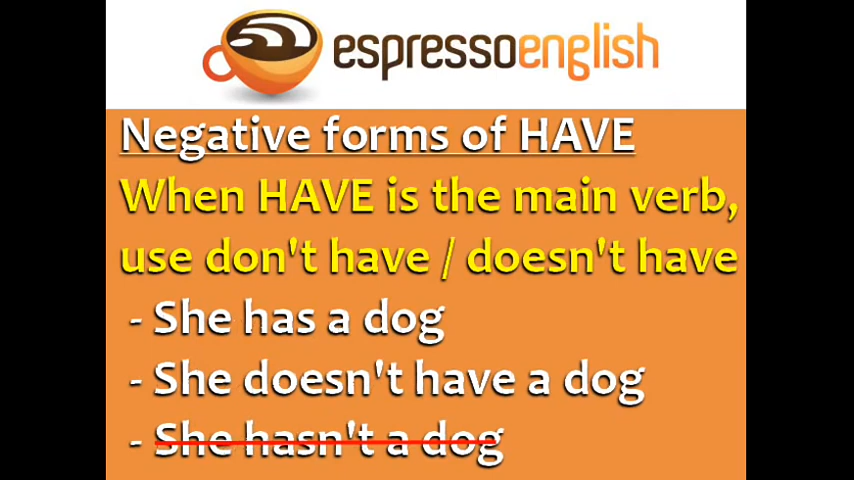 espressoenglish
Negative forms of HAVE
When HAVE is the main verb,
use don't have / doesn't have
- She has a dog
- She doesn't have a dog
- She hasn't a dog